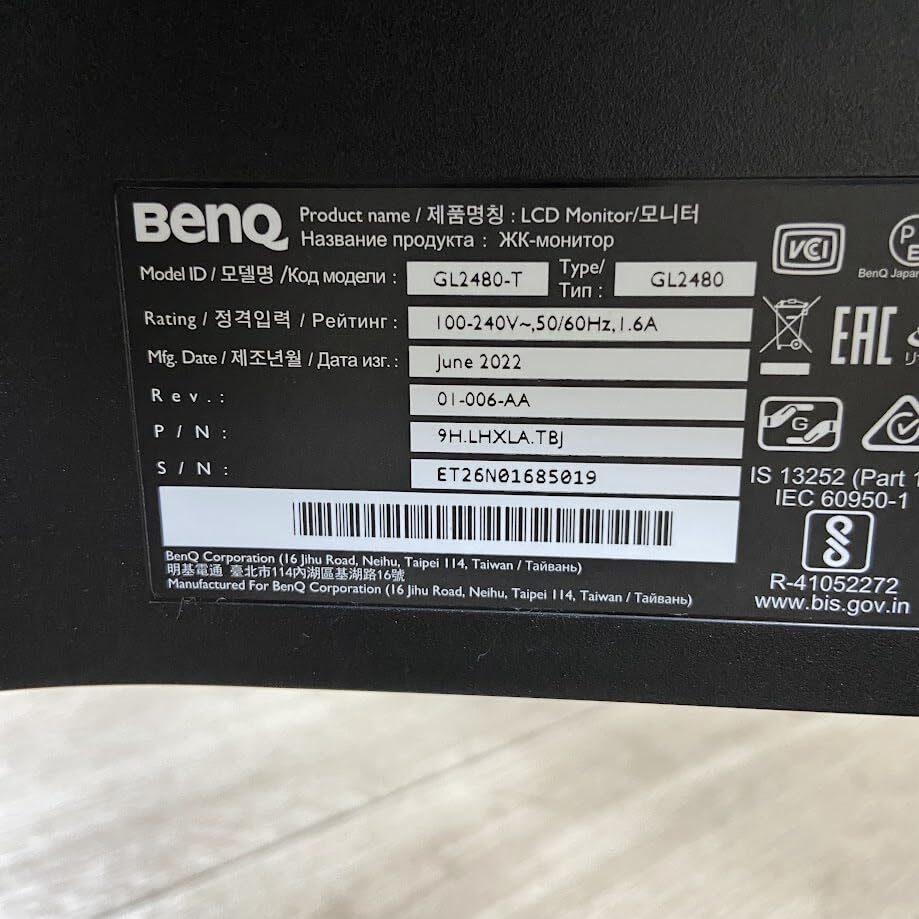 BenQ
Product name / 제품명칭 : LCD Monitor/모니터
Название продукта : ЖК-монитор
Model ID / 모델명 /Код модели : GL2480-T Type/ Тип : GL2480
Rating / 정격입력 / Рейтинг : 100-240V~,50/60Hz,1.6A
Mfg. Date / 제조년월 / Дата изг. : June 2022
Rev.: 01-006-AA
P/N: 9H.LHXLA.TBJ
S/N: ET26N01685019
BenQ Corporation (16 Jihu Road, Neihu, Taipei 114, Taiwan / Тайвань)
明基電通 臺北市114內湖區基湖路16號
Manufactured For BenQ Corporation (16 Jihu Road, Neihu, Taipei 114, Taiwan / Тайвань)
VCI
BenQ Japan
EAC
G
IS 13252 (Part 1
IEC 60950-1
R-41052272
www.bis.gov.in